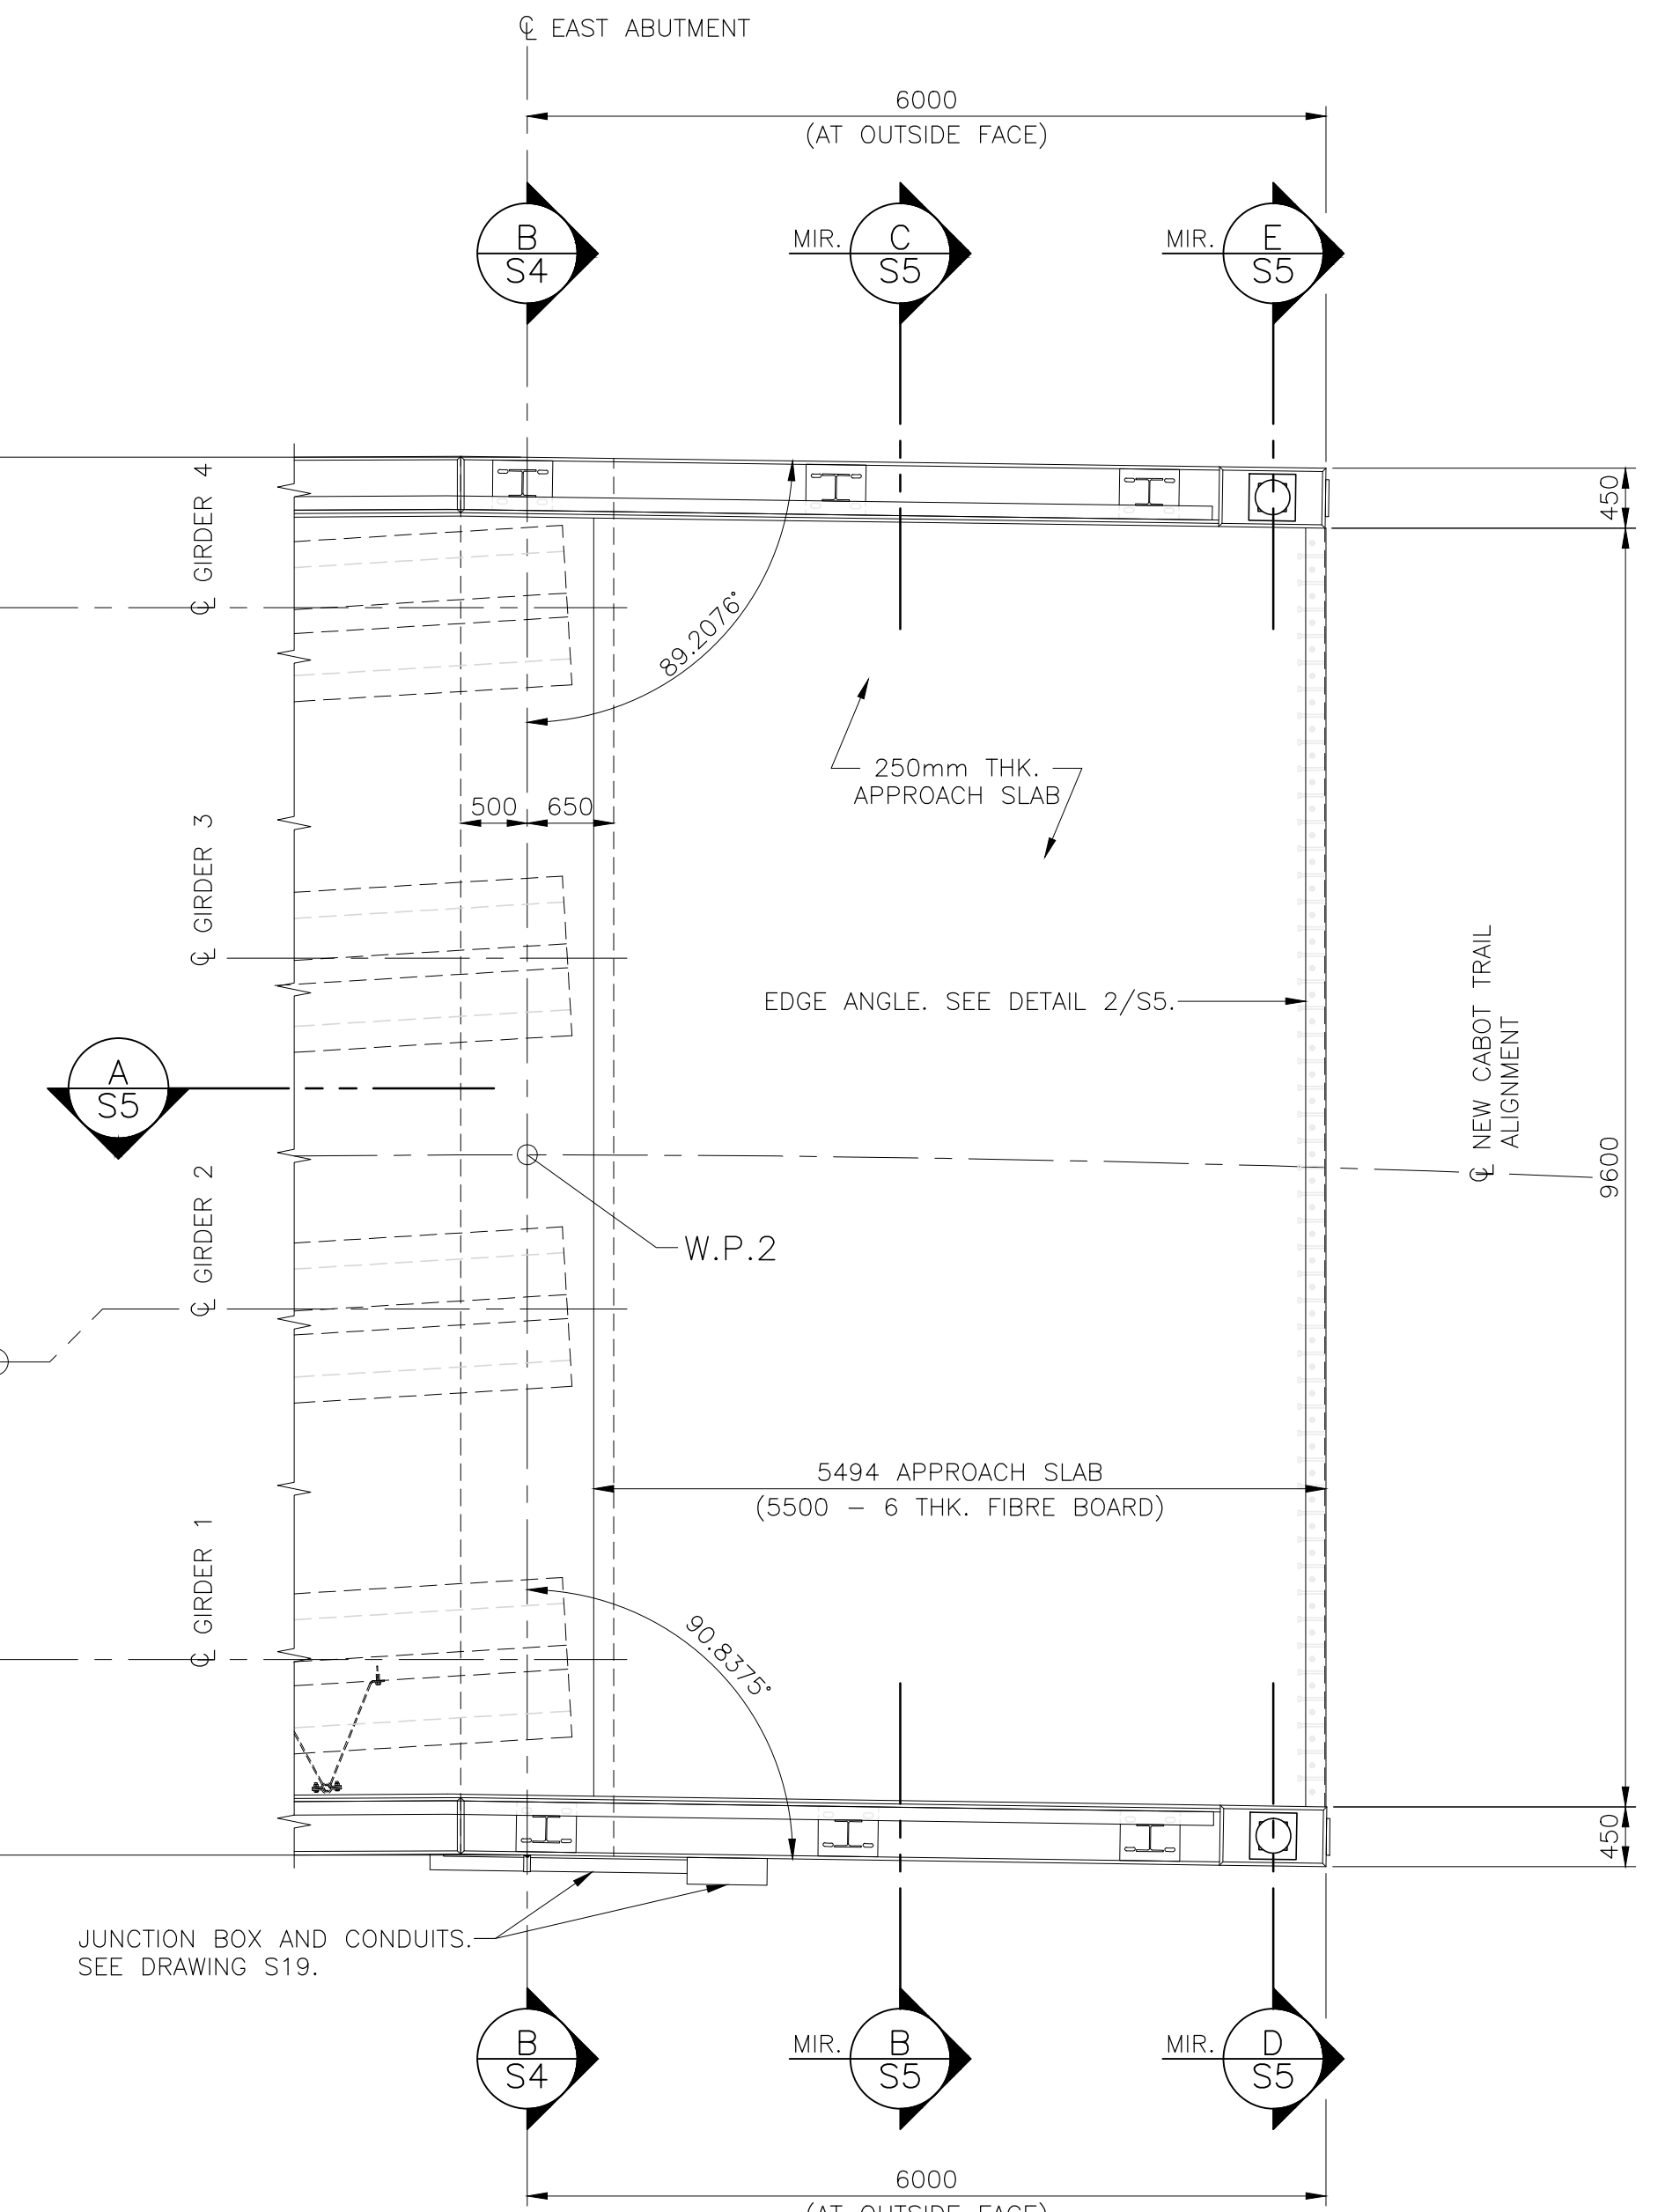 ℄ EAST ABUTMENT
6000
(AT OUTSIDE FACE)
B
S4
MIR.
C
S5
MIR.
E
S5
℄ GIRDER 4
450
89.2076°
250mm THK.
APPROACH SLAB
500
650
℄ GIRDER 3
EDGE ANGLE. SEE DETAIL 2/S5.
℄ NEW CABOT TRAIL
ALIGNMENT
A
S5
9600
℄ GIRDER 2
W.P.2
5494 APPROACH SLAB
(5500 – 6 THK. FIBRE BOARD)
℄ GIRDER 1
90.8375°
450
JUNCTION BOX AND CONDUITS.
SEE DRAWING S19.
B
S4
MIR.
B
S5
MIR.
D
S5
6000
(AT OUTSIDE FACE)